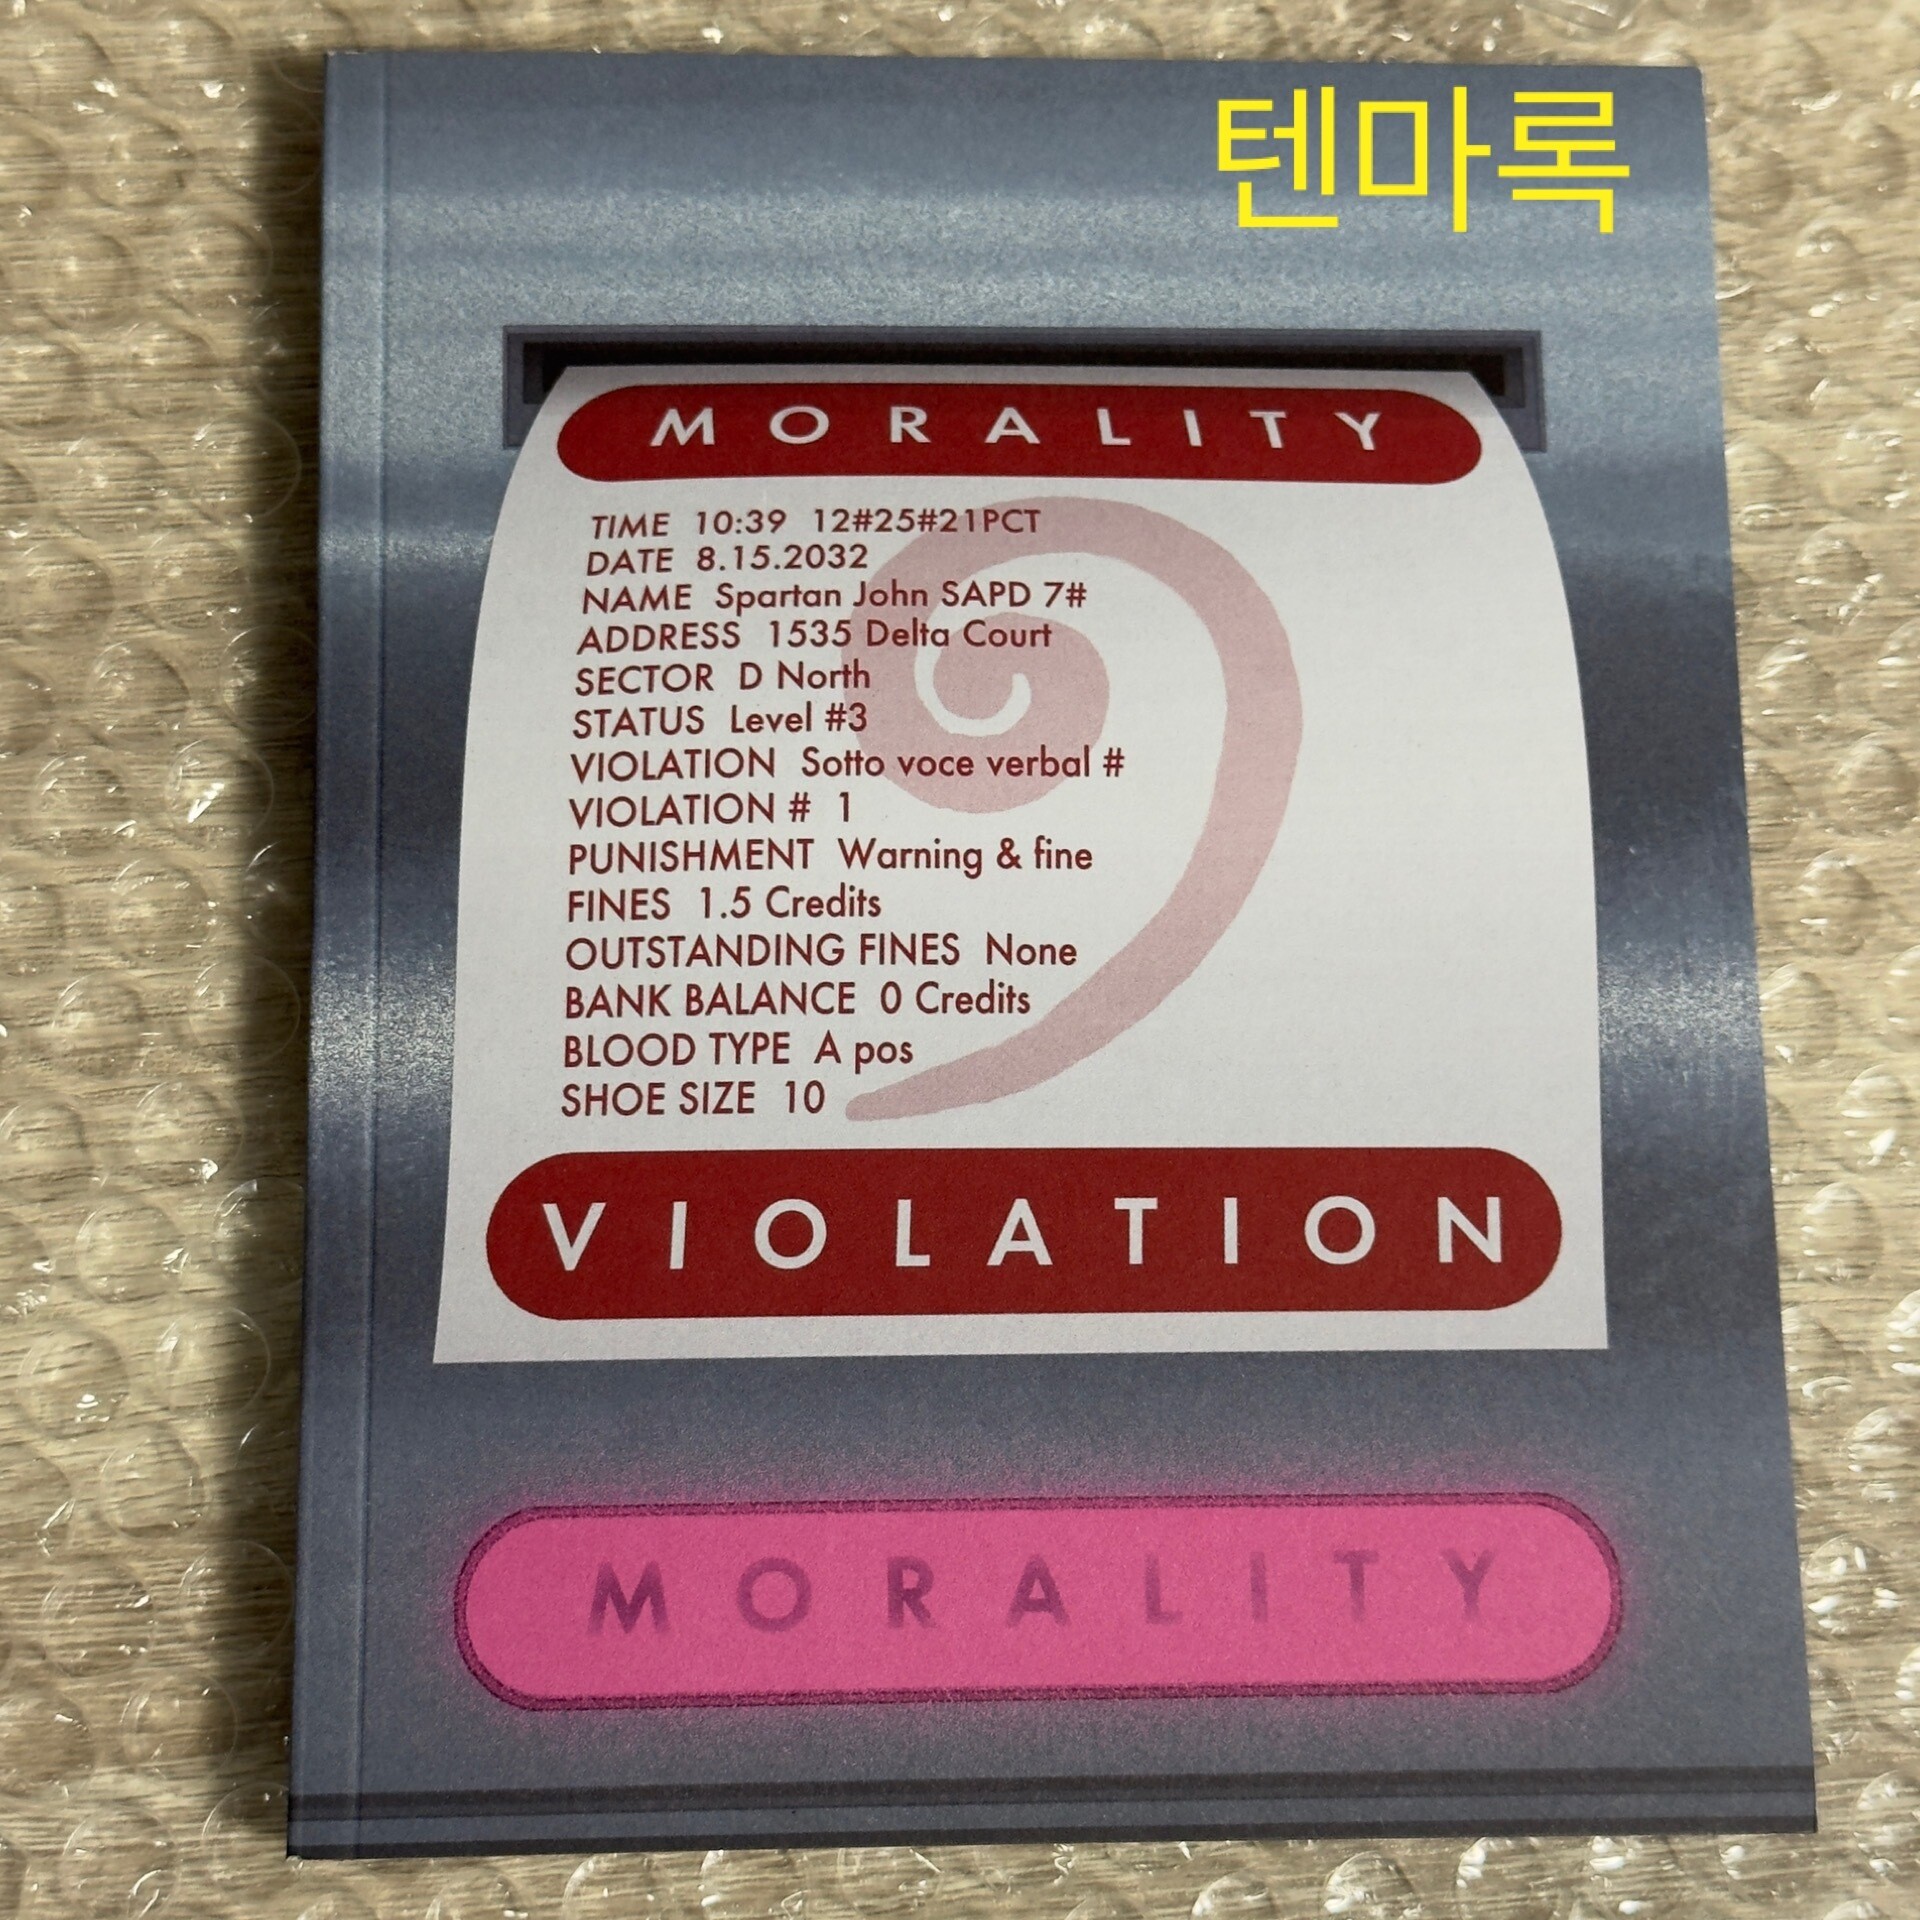 텐마록
MORALITY
TIME 10:39 12#25#21PCT
DATE 8.15.2032
NAME Spartan John SAPD 7#
ADDRESS 1535 Delta Court
SECTOR D North
STATUS Level #3
VIOLATION Sotto voce verbal #
VIOLATION # 1
PUNISHMENT Warning & fine
FINES 1.5 Credits
OUTSTANDING FINES None
BANK BALANCE 0 Credits
BLOOD TYPE A pos
SHOE SIZE 10
VIOLATION
MORALITY